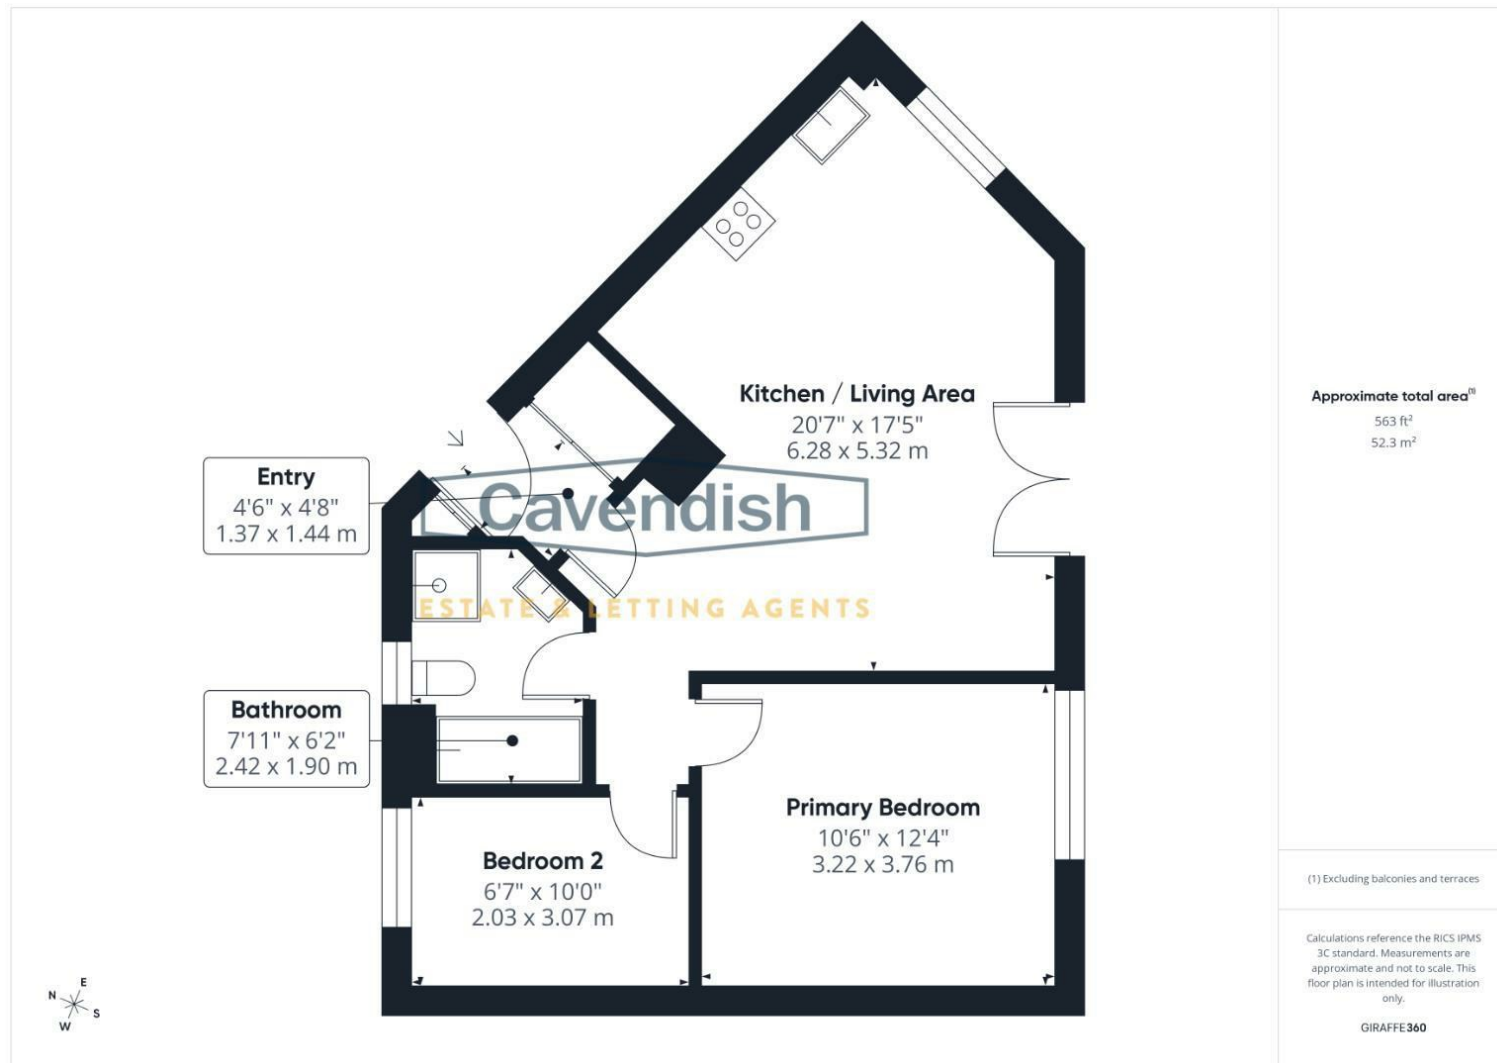 Kitchen / Living Area
20'7" x 17'5"
6.28 x 5.32 m
Entry
4'6" x 4'8"
1.37 x 1.44 m
Cavendish
ESTATE & LETTING AGENTS
Bathroom
7'11" x 6'2"
2.42 x 1.90 m
Primary Bedroom
10'6" x 12'4"
3.22 x 3.76 m
Bedroom 2
6'7" x 10'0"
2.03 x 3.07 m
E
N
S
W
Approximate total area(1)
563 ft²
52.3 m²
(1) Excluding balconies and terraces
Calculations reference the RICS IPMS
3C standard. Measurements are
approximate and not to scale. This
floor plan is intended for illustration
only.
GIRAFFE360